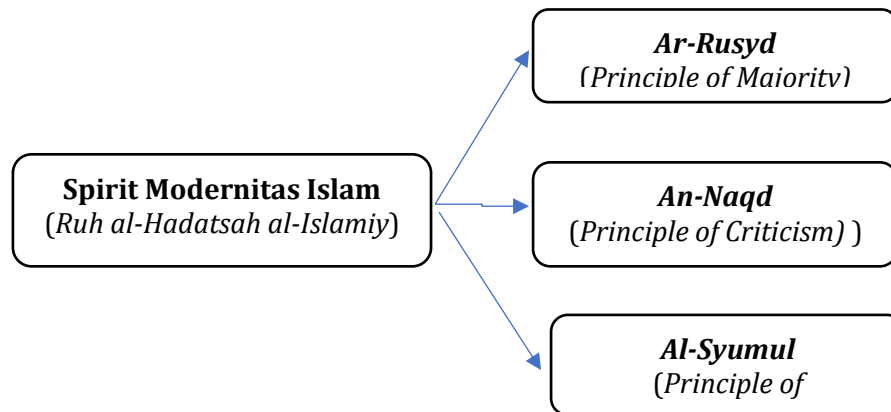 Ar-Rusyd
(Principle of Majority)
Spirit Modernitas Islam
(Ruh al-Hadatsah al-Islamiy)
An-Naqd
(Principle of Criticism) )
Al-Syumul
(Principle of